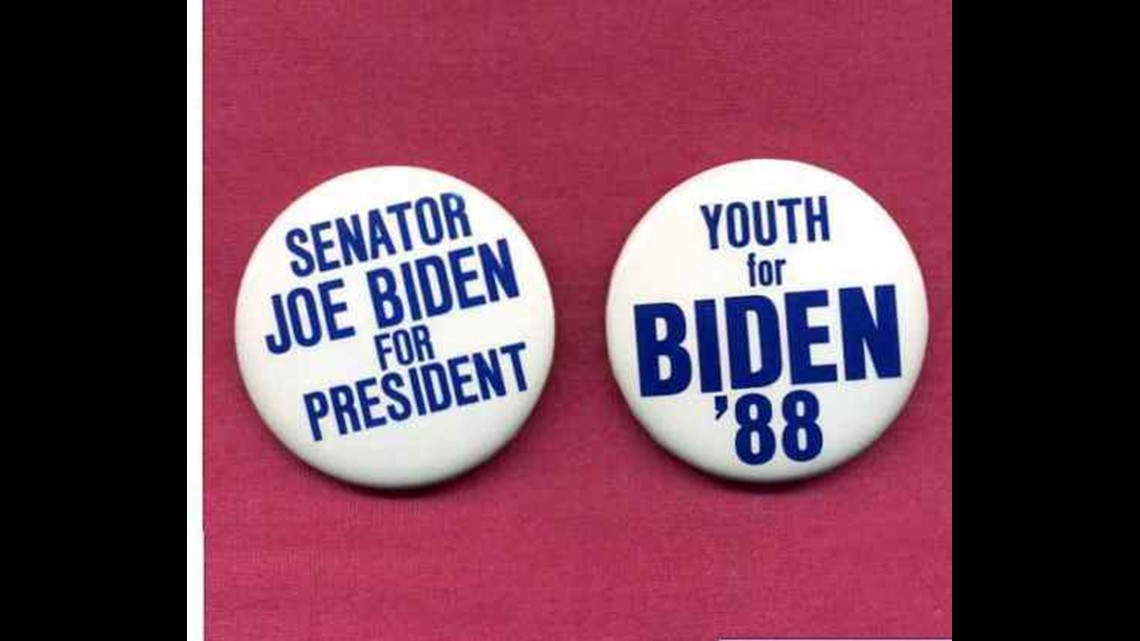 SENATOR
JOE BIDEN
FOR
PRESIDENT
YOUTH
for
BIDEN
'88